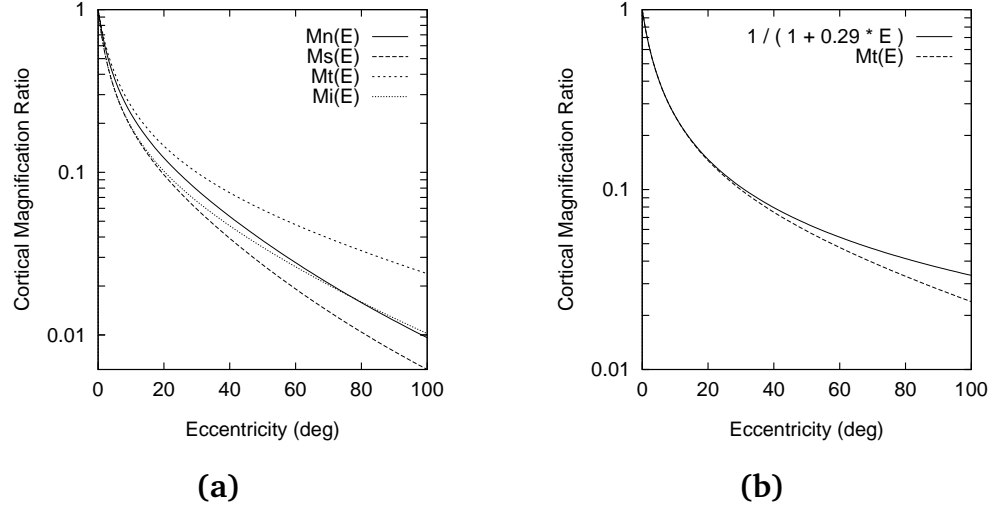 1
0.1
0.01
Cortical Magnification Ratio
0 20 40 60 80 100
Eccentricity (deg)
Mn(E)
Ms(E)
Mt(E)
Mi(E)
(a)
1
0.1
0.01
Cortical Magnification Ratio
0 20 40 60 80 100
Eccentricity (deg)
1 / ( 1 + 0.29 * E )
Mt(E)
(b)